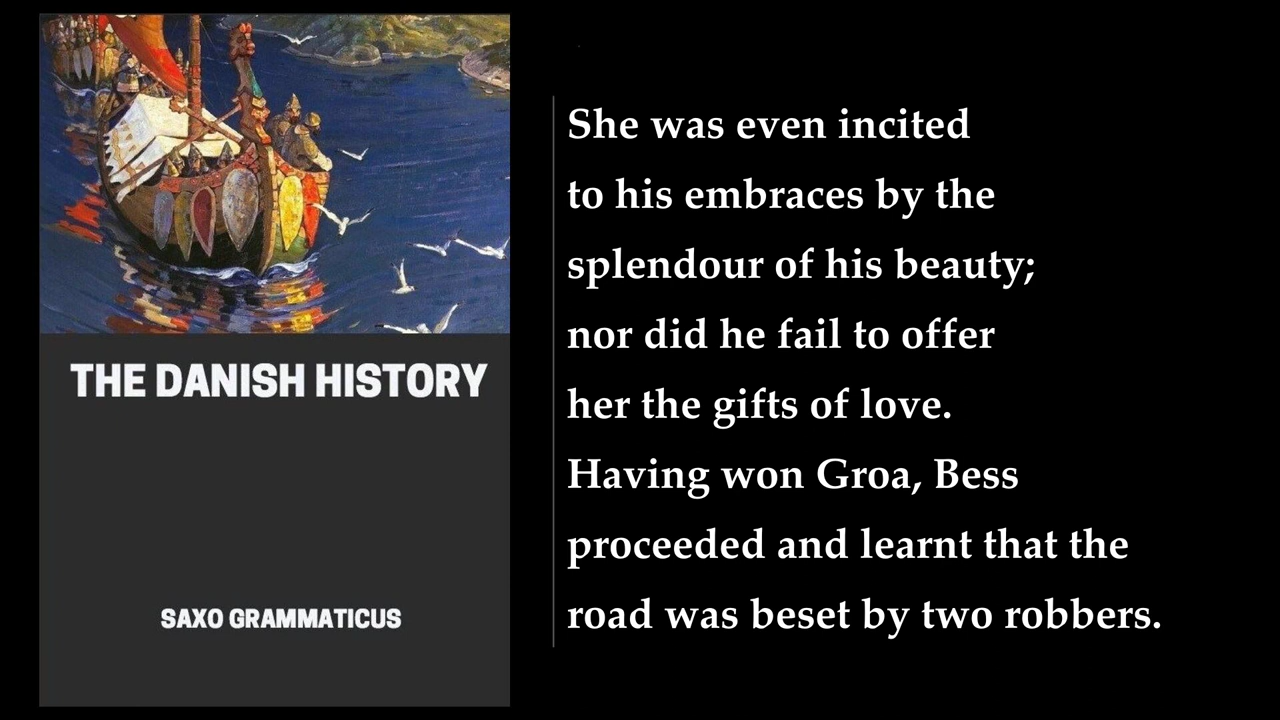 THE DANISH HISTORY
SAXO GRAMMATICUS
She was even incited
to his embraces by the
splendour of his beauty;
nor did he fail to offer
her the gifts of love.
Having won Groa, Bess
proceeded and learnt that the
road was beset by two robbers.